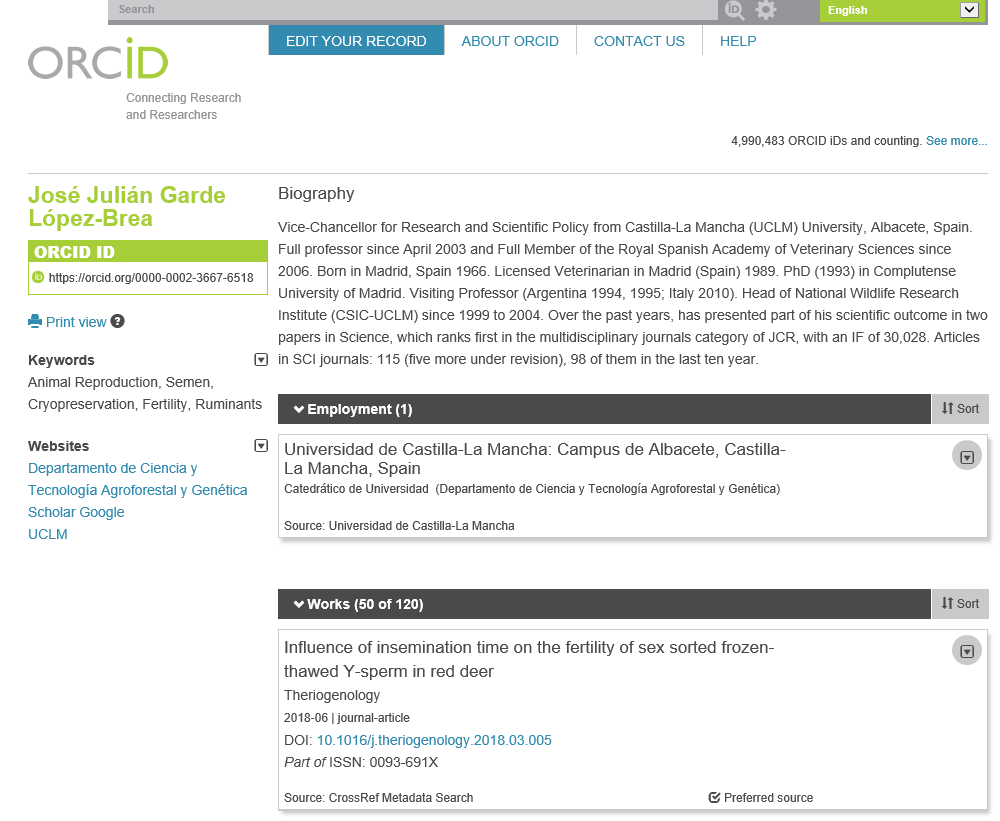 Search
English
EDIT YOUR RECORD
ABOUT ORCID
CONTACT US
HELP
ORCID
Connecting Research
and Researchers
4,990,483 ORCID iDs and counting. See more...
José Julián Garde
López-Brea
ORCID ID
iD https://orcid.org/0000-0002-3667-6518
Print view ?
Keywords
Animal Reproduction, Semen,
Cryopreservation, Fertility, Ruminants
Websites
Departamento de Ciencia y
Tecnología Agroforestal y Genética
Scholar Google
UCLM
Biography
Vice-Chancellor for Research and Scientific Policy from Castilla-La Mancha (UCLM) University, Albacete, Spain.
Full professor since April 2003 and Full Member of the Royal Spanish Academy of Veterinary Sciences since
2006. Born in Madrid, Spain 1966. Licensed Veterinarian in Madrid (Spain) 1989. PhD (1993) in Complutense
University of Madrid. Visiting Professor (Argentina 1994, 1995; Italy 2010). Head of National Wildlife Research
Institute (CSIC-UCLM) since 1999 to 2004. Over the past years, has presented part of his scientific outcome in two
papers in Science, which ranks first in the multidisciplinary journals category of JCR, with an IF of 30,028. Articles
in SCI journals: 115 (five more under revision), 98 of them in the last ten year.
Employment (1)
Sort
Universidad de Castilla-La Mancha: Campus de Albacete, Castilla-
La Mancha, Spain
Catedrático de Universidad (Departamento de Ciencia y Tecnología Agroforestal y Genética)
Source: Universidad de Castilla-La Mancha
Works (50 of 120)
Sort
Influence of insemination time on the fertility of sex sorted frozen-
thawed Y-sperm in red deer
Theriogenology
2018-06 | journal-article
DOI: 10.1016/j.theriogenology.2018.03.005
Part of ISSN: 0093-691X
Source: CrossRef Metadata Search
Preferred source